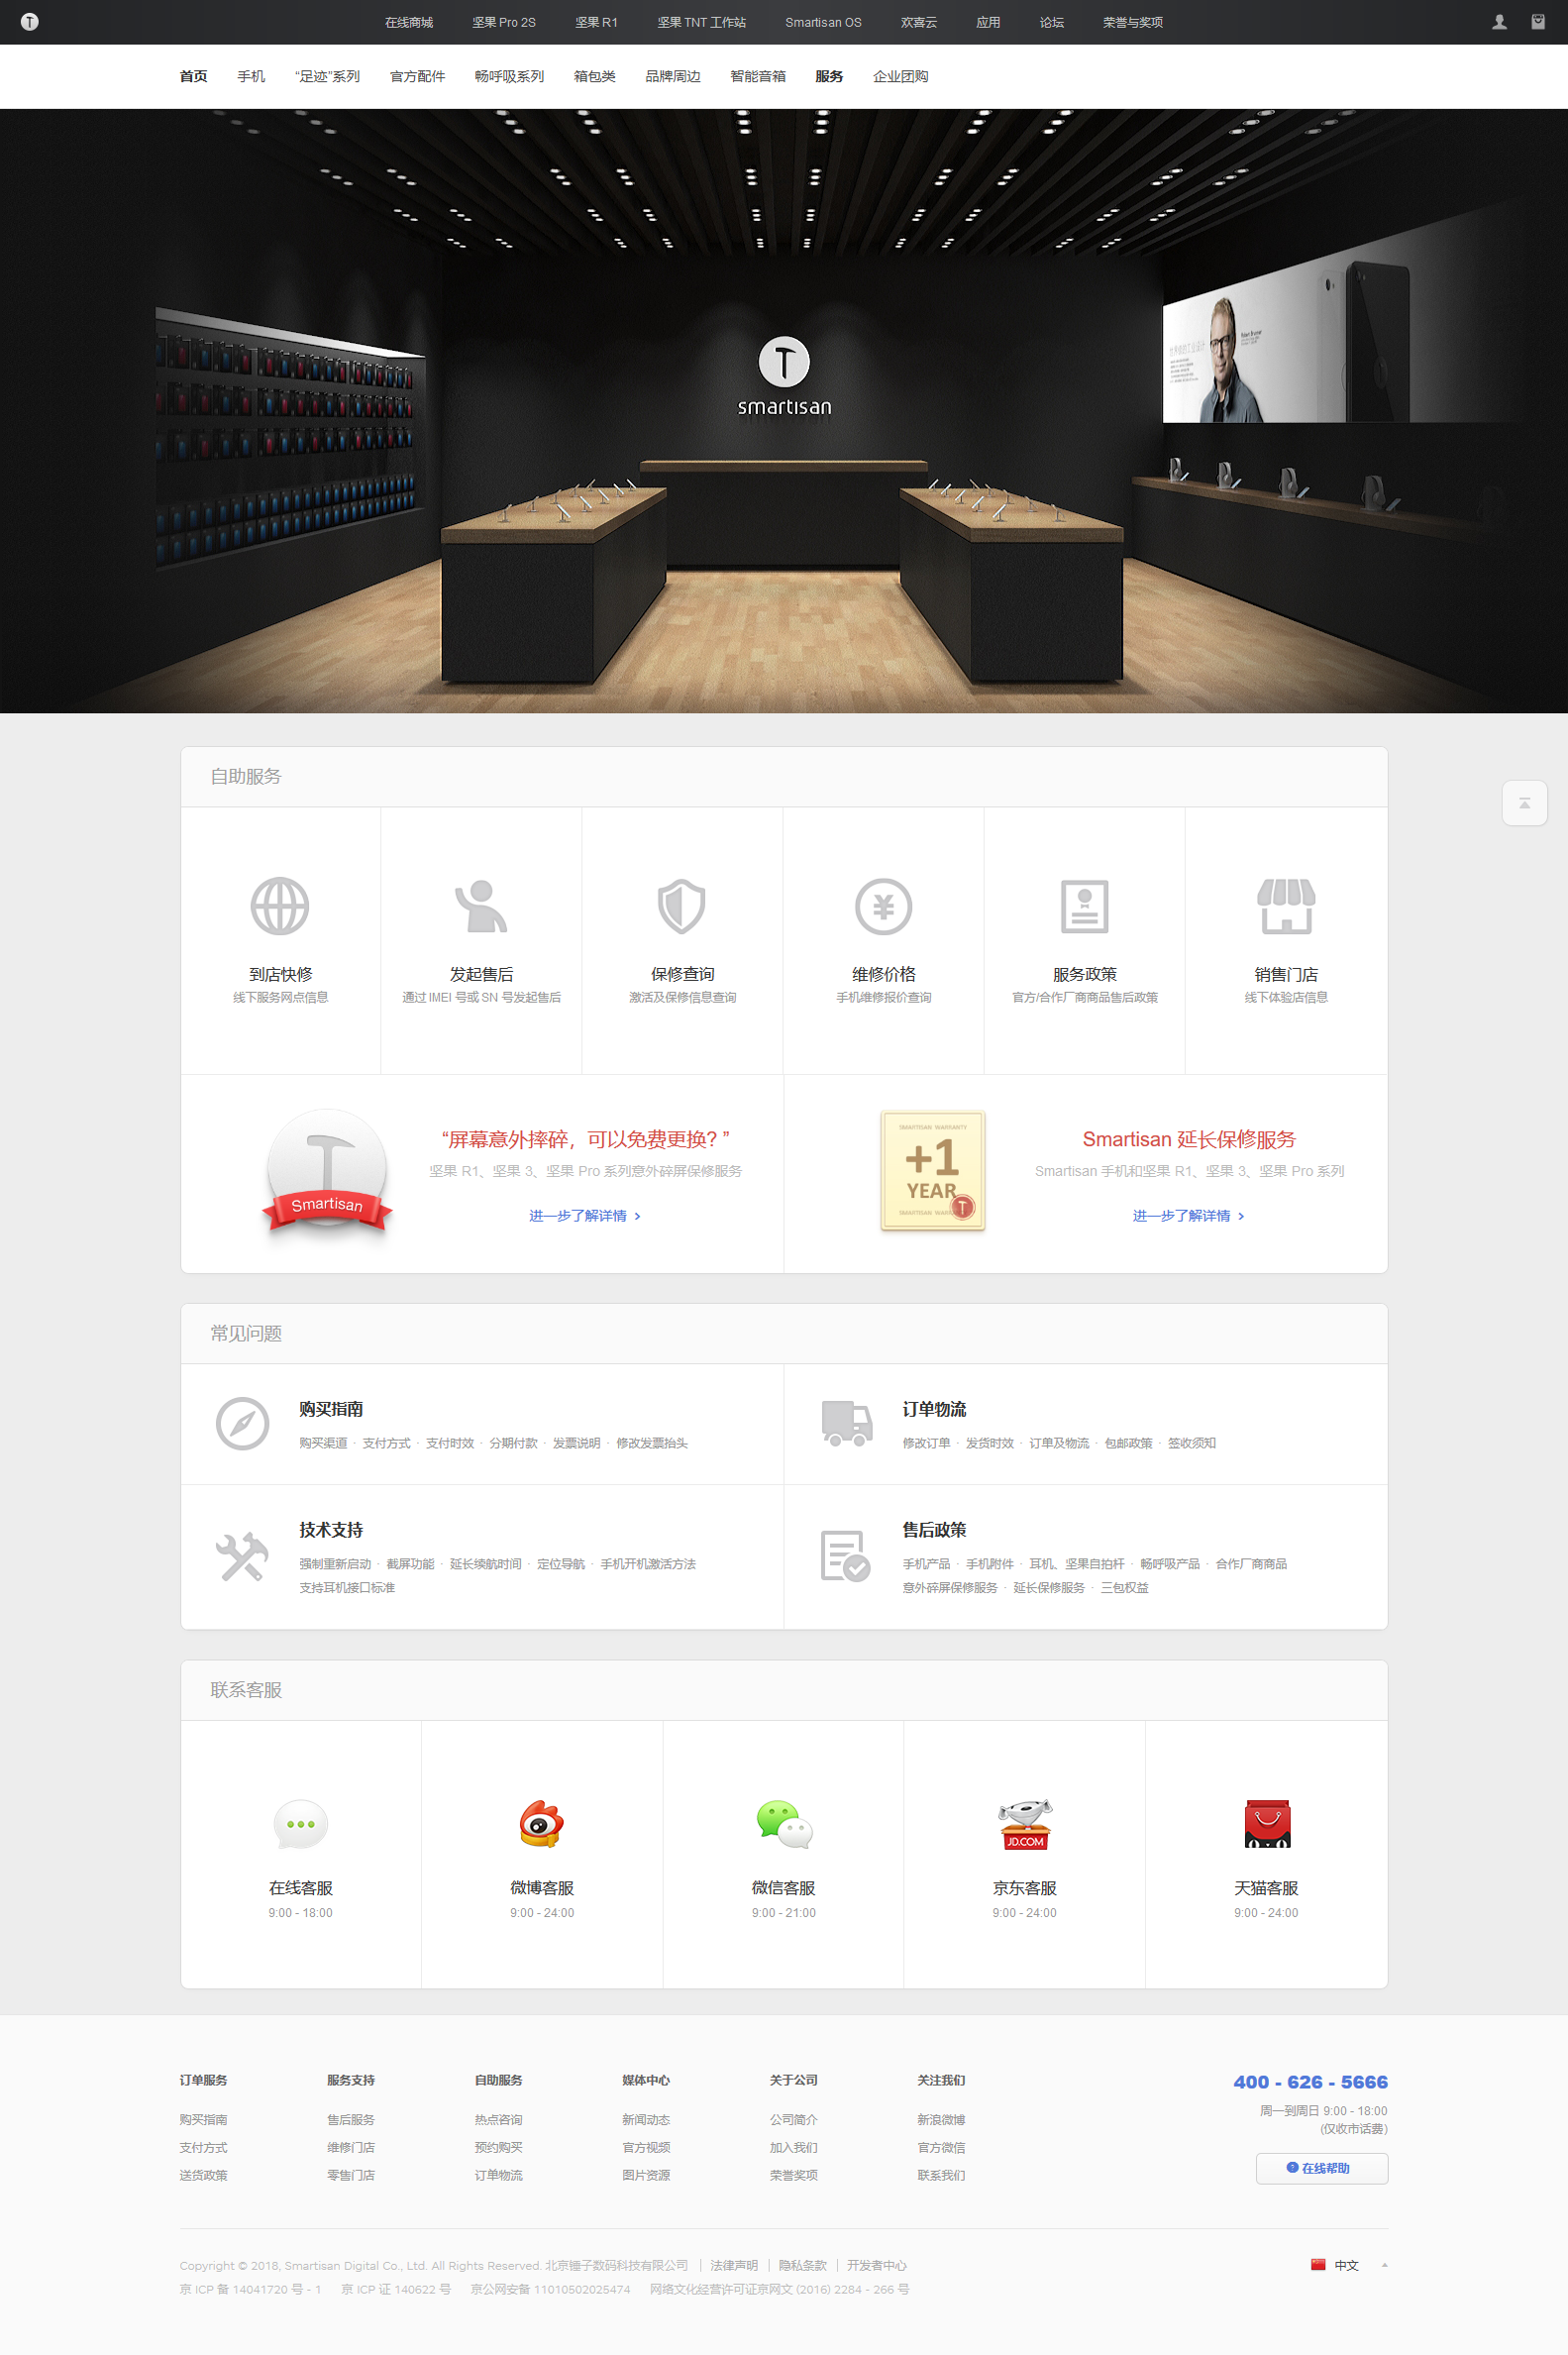 在线商城 坚果 Pro 2S 坚果 R1 坚果 TNT 工作站 Smartisan OS 欢喜云 应用 论坛 荣誉与奖项
首页 手机 “足迹”系列 官方配件 畅呼吸系列 箱包类 品牌周边 智能音箱 服务 企业团购
smartisan
自助服务
到店快修 发起售后 保修查询 维修价格 服务政策 销售门店
线下服务网点信息 通过 IMEI 号或 SN 号发起售后 激活及保修信息查询 手机维修报价查询 官方/合作厂商商品售后政策 线下体验店信息
Smartisan
“屏幕意外摔碎，可以免费更换？”
坚果 R1、坚果 3、坚果 Pro 系列意外碎屏保修服务
进一步了解详情
SMARTISAN WARRANTY
+1
YEAR
Smartisan 延长保修服务
Smartisan 手机和坚果 R1、坚果 3、坚果 Pro 系列
进一步了解详情
常见问题
购买指南
购买渠道 · 支付方式 · 支付时效 · 分期付款 · 发票说明 · 修改发票抬头
订单物流
修改订单 · 发货时效 · 订单及物流 · 包邮政策 · 签收须知
技术支持
强制重新启动 · 截屏功能 · 延长续航时间 · 定位导航 · 手机开机激活方法
支持耳机接口标准
售后政策
手机产品 · 手机附件 · 耳机、坚果自拍杆 · 畅呼吸产品 · 合作厂商商品
意外碎屏保修服务 · 延长保修服务 · 三包权益
联系客服
JD.COM
在线客服 微博客服 微信客服 京东客服 天猫客服
9:00 - 18:00 9:00 - 24:00 9:00 - 21:00 9:00 - 24:00 9:00 - 24:00
订单服务 服务支持 自助服务 媒体中心 关于公司 关注我们
购买指南 售后服务 热点咨询 新闻动态 公司简介 新浪微博
支付方式 维修门店 预约购买 官方视频 加入我们 官方微信
送货政策 零售门店 订单物流 图片资源 荣誉奖项 联系我们
400 - 626 - 5666
周一到周日 9:00 - 18:00
(仅收市话费)
在线帮助
Copyright © 2018, Smartisan Digital Co., Ltd. All Rights Reserved. 北京锤子数码科技有限公司 | 法律声明 | 隐私条款 | 开发者中心
中文
京 ICP 备 14041720 号 - 1 京 ICP 证 140622 号 京公网安备 11010502025474 网络文化经营许可证京网文 (2016) 2284 - 266 号